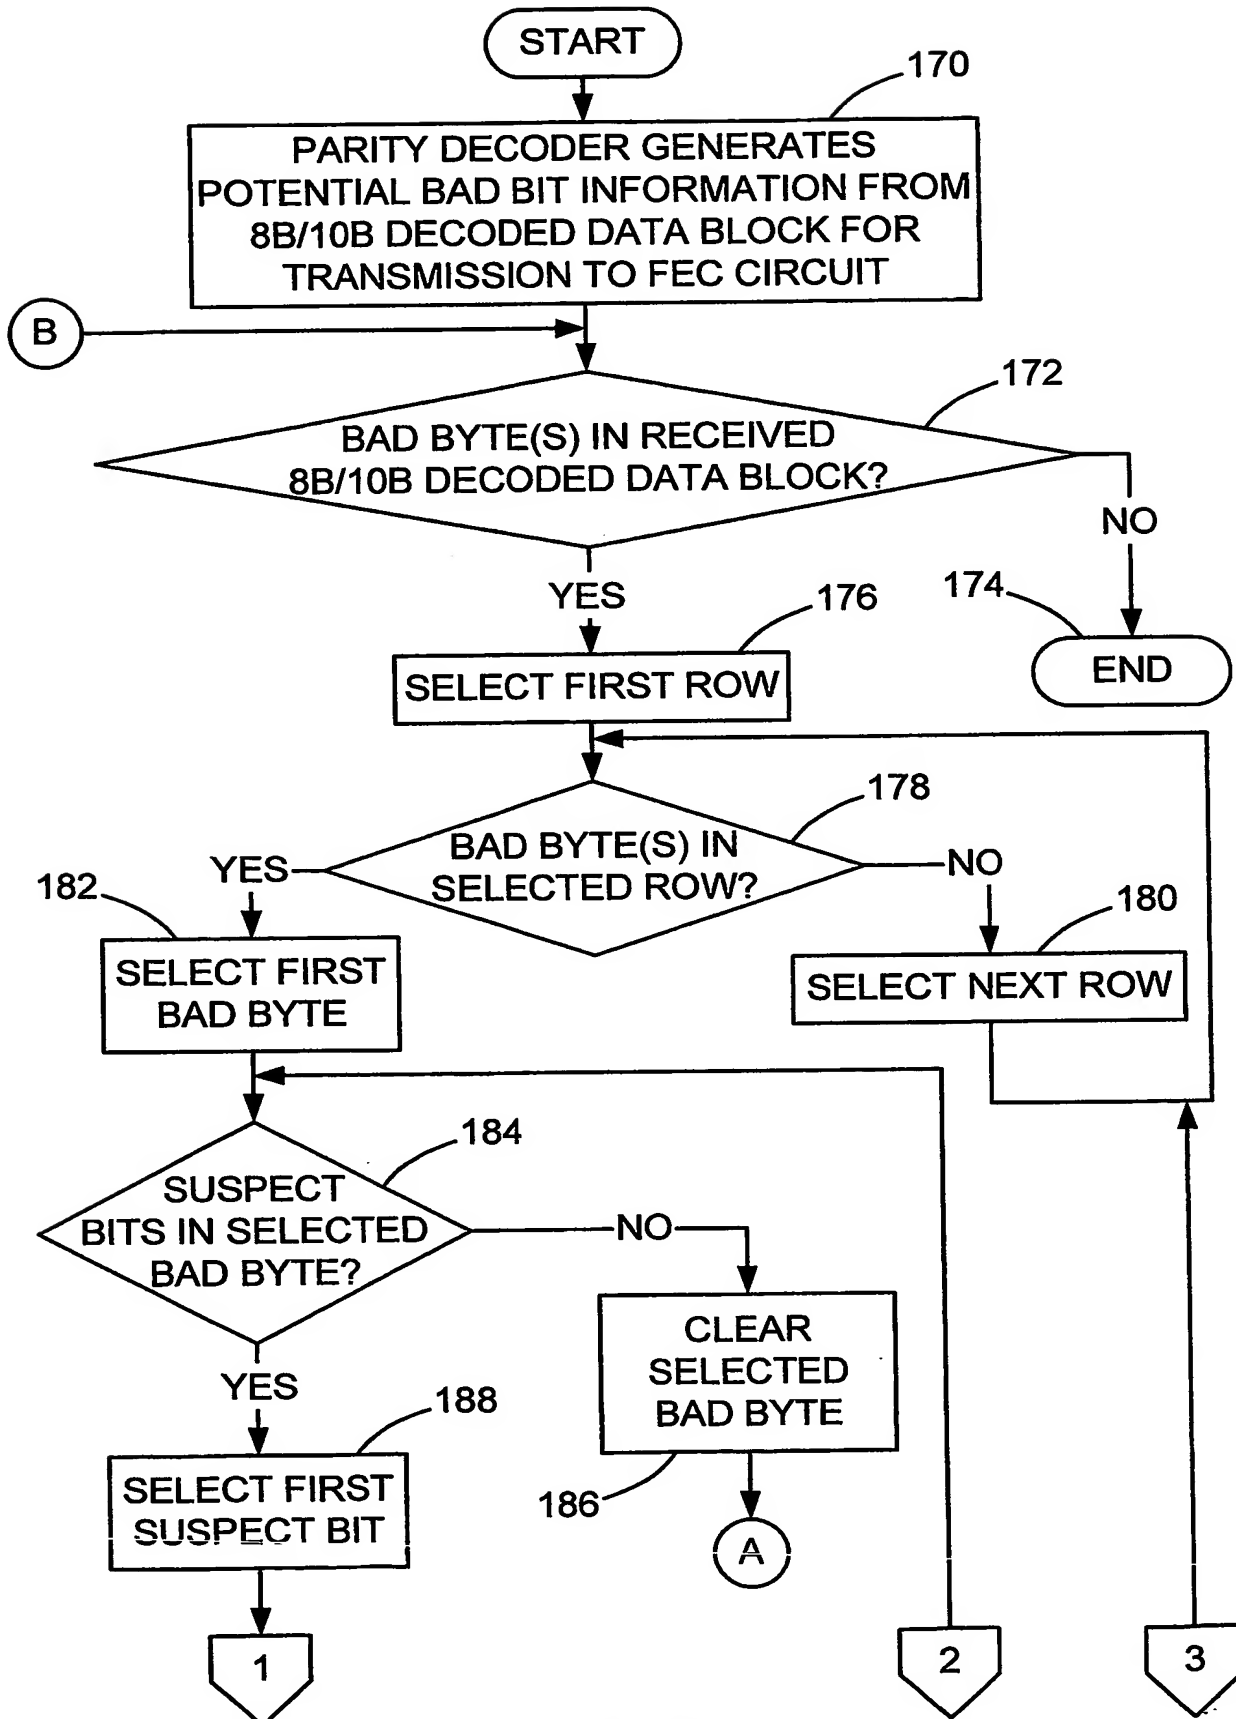 START
170
PARITY DECODER GENERATES
POTENTIAL BAD BIT INFORMATION FROM
8B/10B DECODED DATA BLOCK FOR
TRANSMISSION TO FEC CIRCUIT
B
172
BAD BYTE(S) IN RECEIVED
8B/10B DECODED DATA BLOCK?
NO
YES
174
176
END
SELECT FIRST ROW
178
BAD BYTE(S) IN
SELECTED ROW?
YES
NO
182
180
SELECT FIRST
BAD BYTE
SELECT NEXT ROW
184
SUSPECT
BITS IN SELECTED
BAD BYTE?
NO
CLEAR
SELECTED
BAD BYTE
YES
188
186
SELECT FIRST
SUSPECT BIT
A
1
2
3